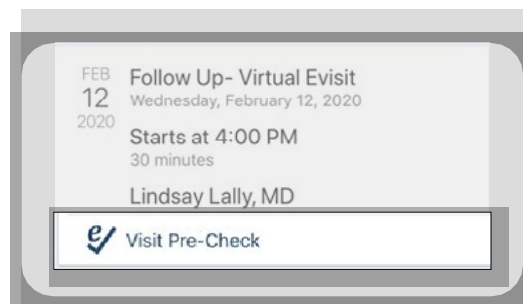 FEB
12
2020
Follow Up- Virtual Evisit
Wednesday, February 12, 2020
Starts at 4:00 PM
30 minutes
Lindsay Lally, MD
Visit Pre-Check